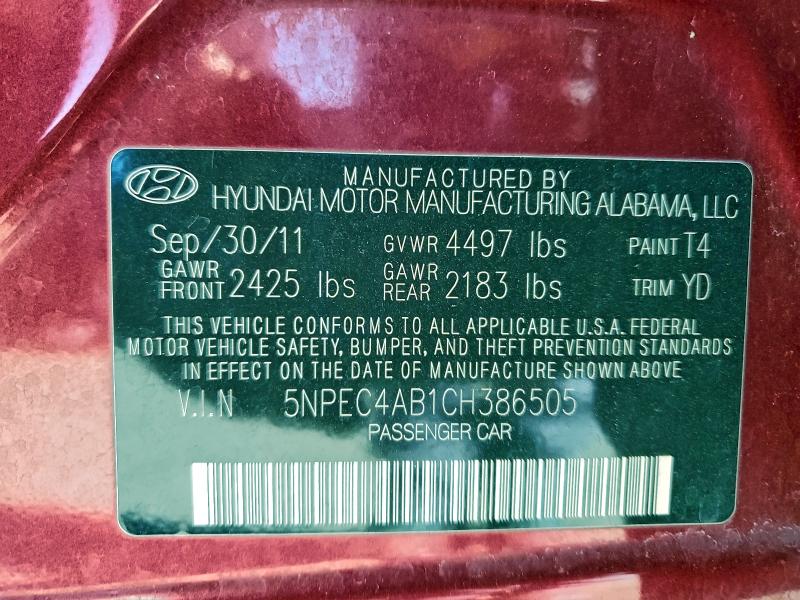 MANUFACTURED BY
HYUNDAI MOTOR MANUFACTURING ALABAMA, LLC
Sep/30/11 GVWR 4497 lbs PAINT T4
GAWR FRONT 2425 lbs GAWR REAR 2183 lbs TRIM YD
THIS VEHICLE CONFORMS TO ALL APPLICABLE U.S.A. FEDERAL
MOTOR VEHICLE SAFETY, BUMPER, AND THEFT PREVENTION STANDARDS
IN EFFECT ON THE DATE OF MANUFACTURE SHOWN ABOVE
V.I.N 5NPEC4AB1CH386505
PASSENGER CAR